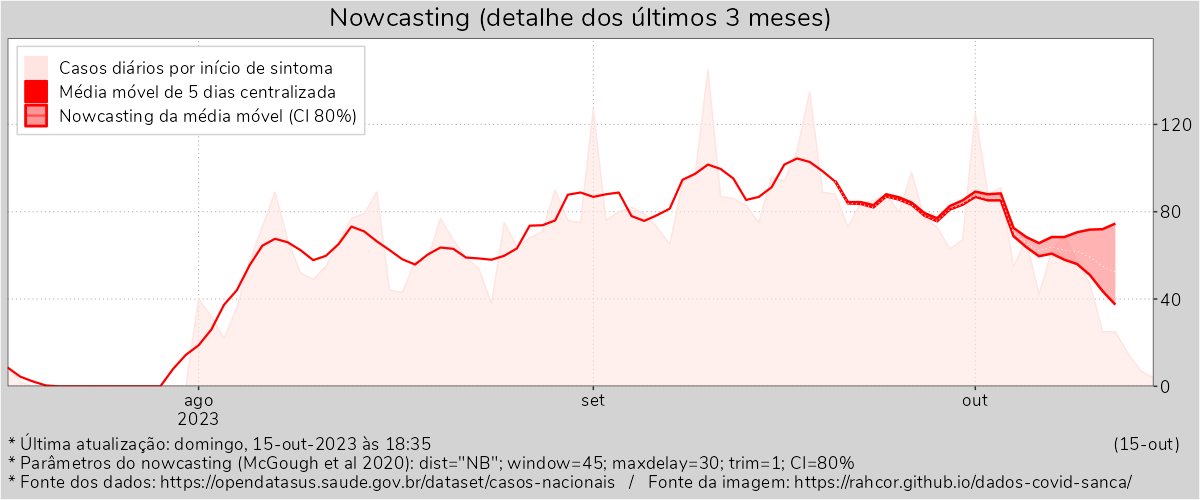 Nowcasting (detalhe dos últimos 3 meses)
Casos diários por início de sintoma
Média móvel de 5 dias centralizada
Nowcasting da média móvel (CI 80%)
120
80
40
0
ago
2023
set
out
* Última atualização: domingo, 15-out-2023 às 18:35
(15-out)
* Parâmetros do nowcasting (McGough et al 2020): dist="NB"; window=45; maxdelay=30; trim=1; CI=80%
* Fonte dos dados: https://opendatasus.saude.gov.br/dataset/casos-nacionais / Fonte da imagem: https://rahcor.github.io/dados-covid-sanca/